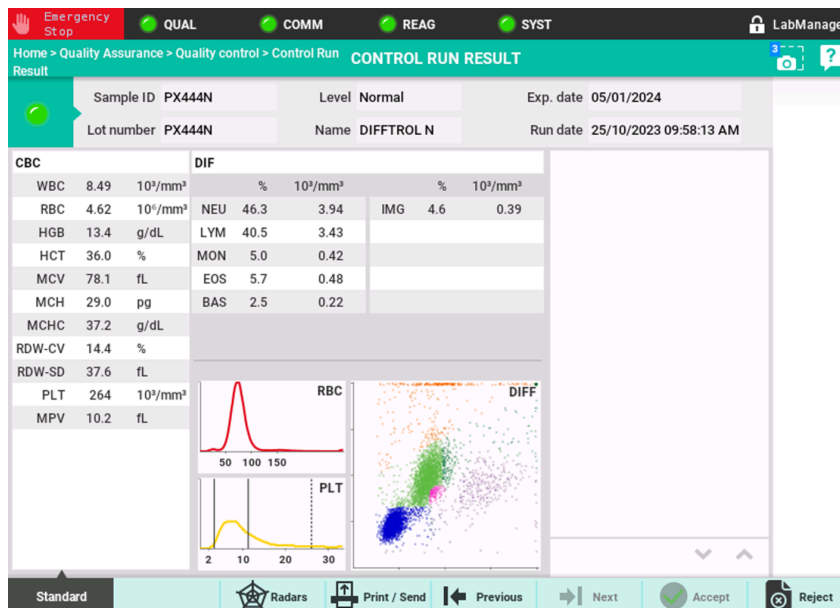 Emergency Stop QUAL COMM REAG SYST LabManage
Home > Quality Assurance > Quality control > Control Run Result CONTROL RUN RESULT 3 ?
Sample ID PX444N Level Normal Exp. date 05/01/2024
Lot number PX444N Name DIFFTROL N Run date 25/10/2023 09:58:13 AM
CBC DIF
WBC 8.49 10³/mm³ % 10³/mm³ % 10³/mm³
RBC 4.62 10⁶/mm³ NEU 46.3 3.94 IMG 4.6 0.39
HGB 13.4 g/dL LYM 40.5 3.43
HCT 36.0 % MON 5.0 0.42
MCV 78.1 fL EOS 5.7 0.48
MCH 29.0 pg BAS 2.5 0.22
MCHC 37.2 g/dL
RDW-CV 14.4 %
RDW-SD 37.6 fL
PLT 264 10³/mm³
MPV 10.2 fL
RBC
50 100 150
PLT
2 10 20 30
DIFF
Standard Radars Print / Send Previous Next Accept Reject